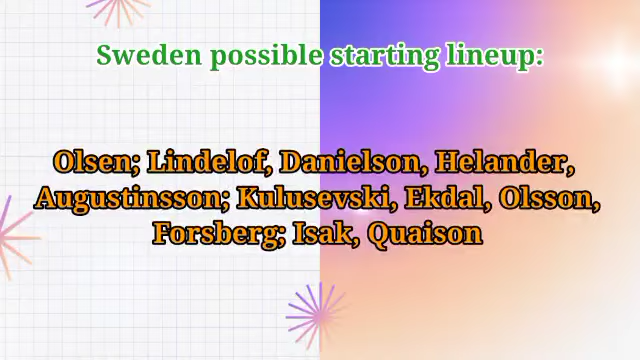 Sweden possible starting lineup:
Olsen; Lindelof, Danielson, Helander,
Augustinsson; Kulusevski, Ekdal, Olsson,
Forsberg; Isak, Quaison